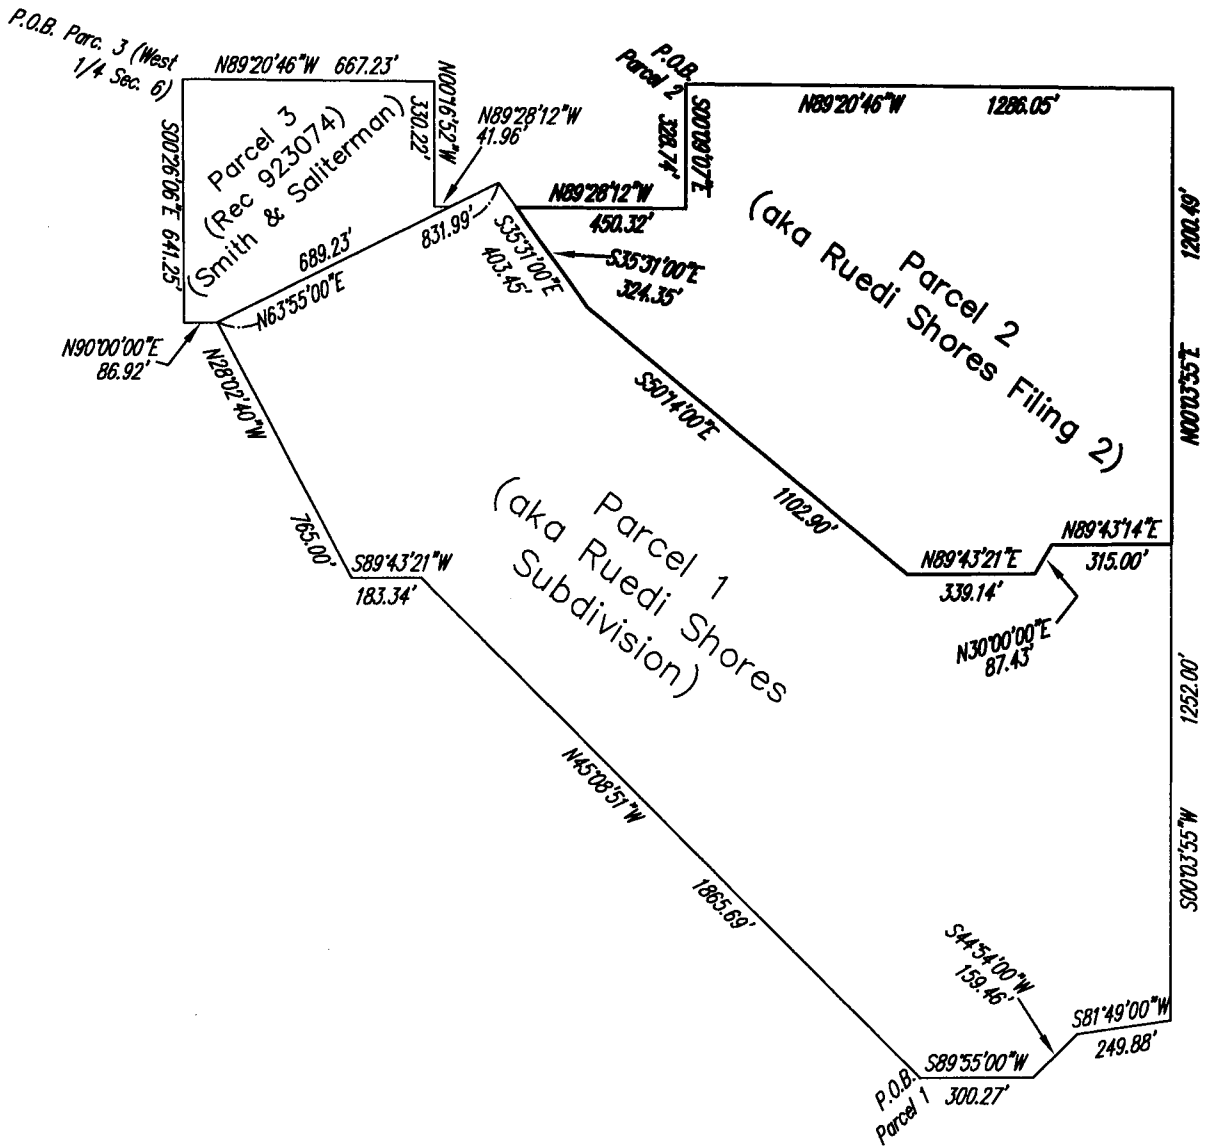 P.O.B. Parc. 3 (West
1/4 Sec. 6)
N89°20'46"W 667.23'
N00°16'52"W
330.22'
N89°28'12"W
41.96'
P.O.B.
Parcel 2
S00°09'07"E
328.74'
N89°20'46"W 1286.05'
S00°26'06"E 641.25'
Parcel 3
(Rec 923074)
(Smith & Saliterman)
689.23'
831.99'
N63°55'00"E
N89°28'12"W
450.32'
S35°31'00"E
403.45'
S35°31'00"E
324.35'
1200.49'
N00°03'55"E
Parcel 2
(aka Ruedi Shores Filing 2)
N90°00'00"E
86.92'
N28°02'40"W
765.00'
S50°14'00"E
1102.90'
S89°43'21"W
183.34'
Parcel 1
(aka Ruedi Shores
Subdivision)
N89°43'21"E
339.14'
N89°43'14"E
315.00'
N30°00'00"E
87.43'
1252.00'
S00°03'55"W
N45°08'51"W
1865.69'
S44°54'00"W
159.46'
S81°49'00"W
249.88'
S89°55'00"W
300.27'
P.O.B.
Parcel 1